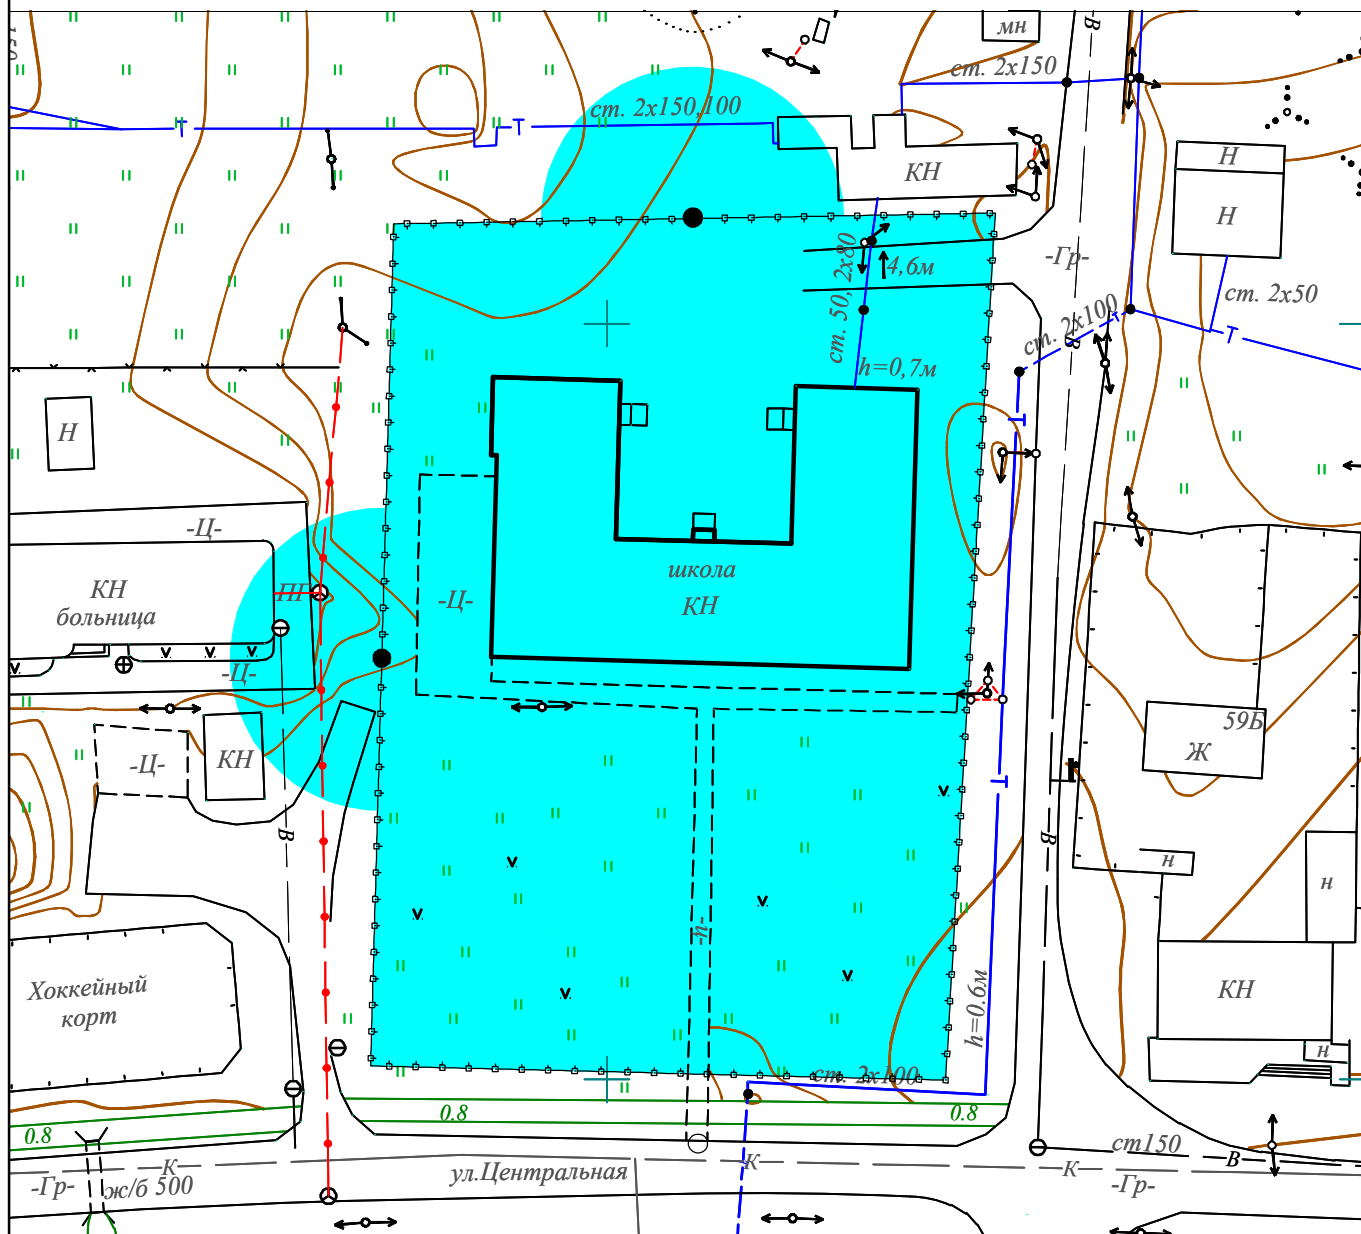 мн
В
150
ст. 2х150
ст. 2х150,100
Т
Т
КН
Н
Н
-Гр-
4,6м
ст. 50, 2х80
ст. 2х50
ст. 2х100
Т
В
Т
h=0,7м
Т
Н
-Ц-
школа
КН
КН
больница
ПГ
-Ц-
-Ц-
59Б
Ж
КН
-Ц-
Т
В
В
н
н
-п-
Хоккейный
корт
КН
h=0.6м
н
ст. 2х100
0.8
0.8
0.8
ст150
К
ул.Центральная
К
К
В
-Гр-
ж/б 500
-Гр-